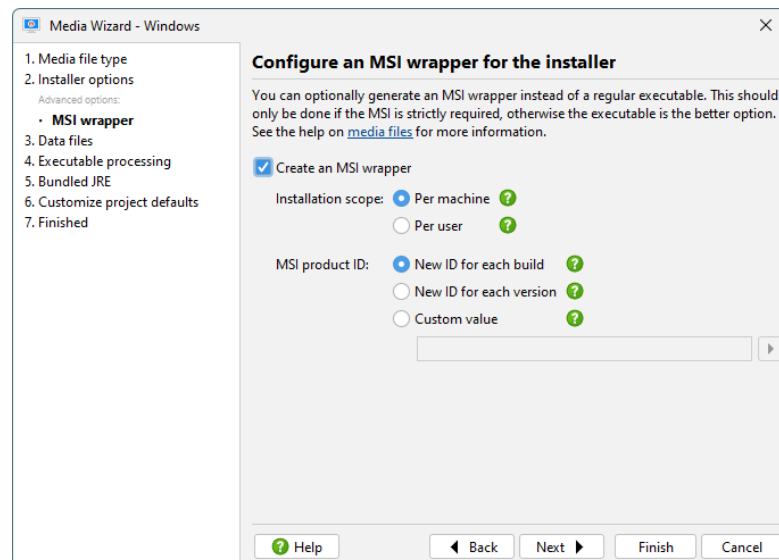 Media Wizard - Windows
1. Media file type
2. Installer options
Advanced options:
· MSI wrapper
3. Data files
4. Executable processing
5. Bundled JRE
6. Customize project defaults
7. Finished
Configure an MSI wrapper for the installer
You can optionally generate an MSI wrapper instead of a regular executable. This should
only be done if the MSI is strictly required, otherwise the executable is the better option.
See the help on media files for more information.
Create an MSI wrapper
Installation scope: Per machine ?
Per user ?
MSI product ID: New ID for each build ?
New ID for each version ?
Custom value ?
? Help Back Next Finish Cancel